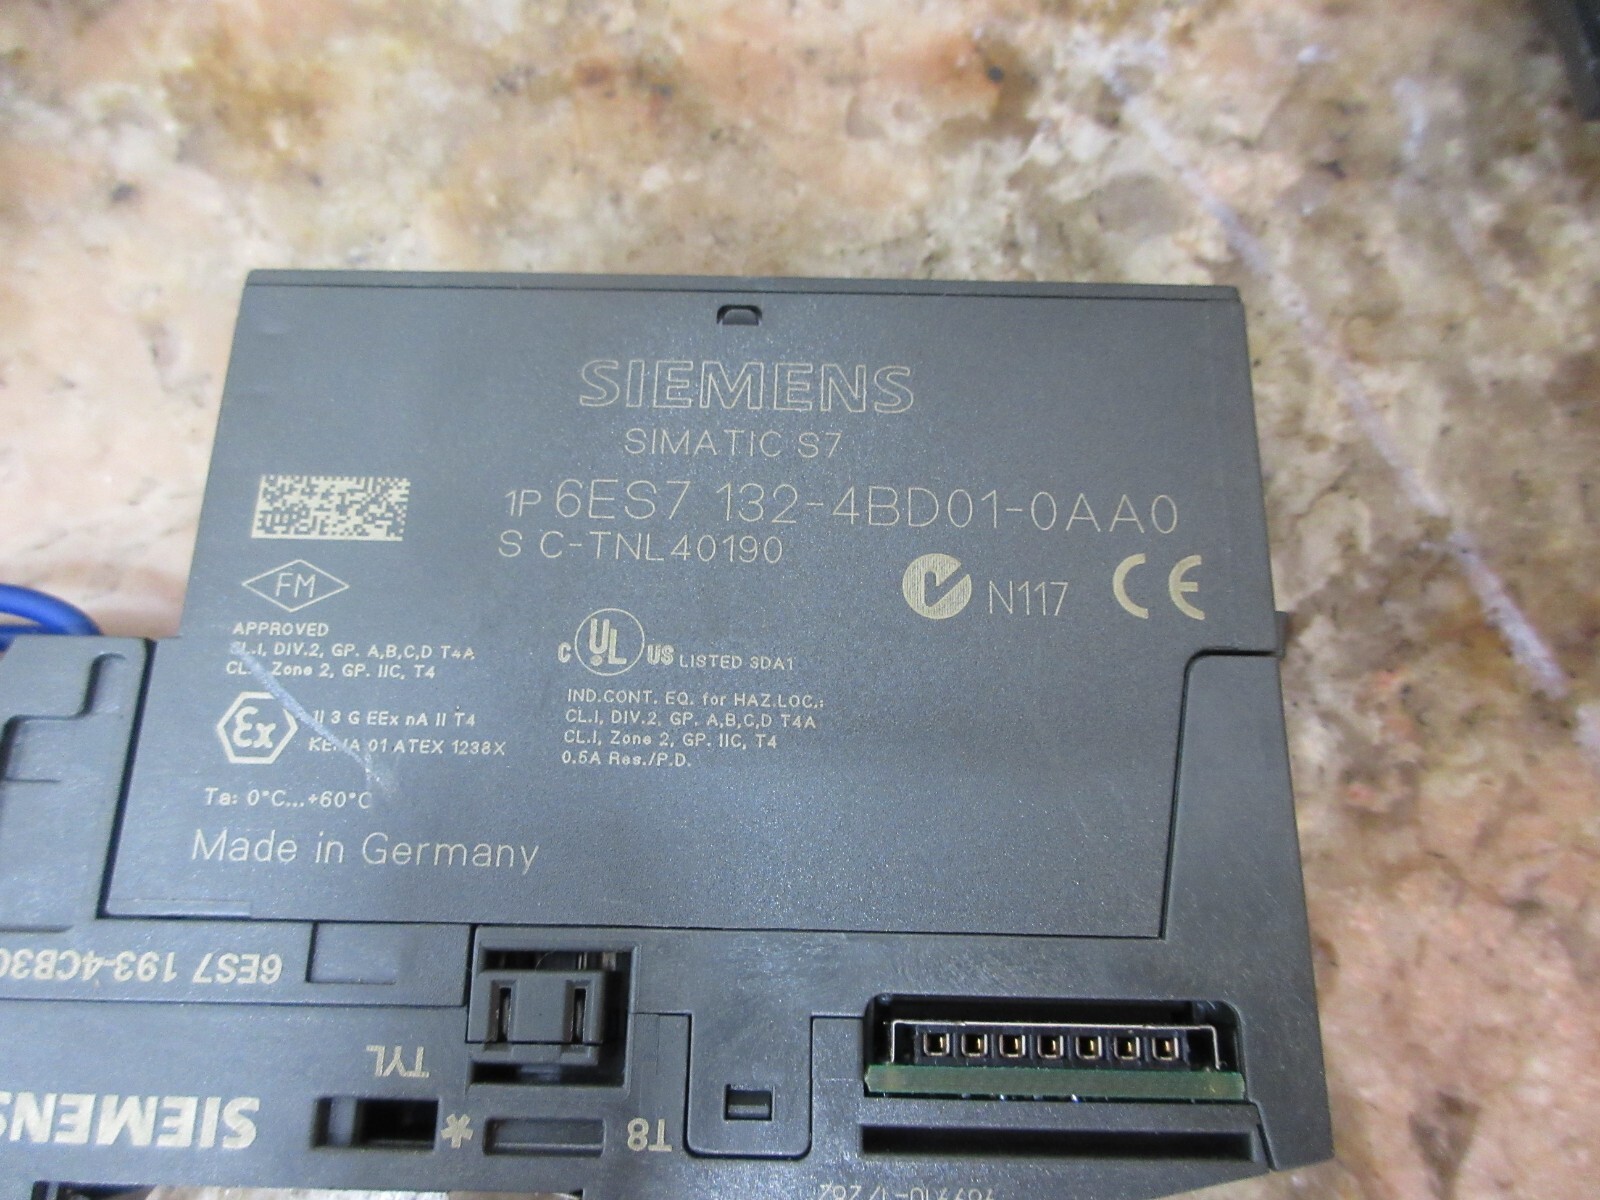 SIEMENS
SIMATIC S7
1P 6ES7 132-4BD01-0AA0
S C-TNL40190
FM
N117 CE
APPROVED
CL.I, DIV.2, GP. A,B,C,D T4A
CL. Zone 2, GP. IIC, T4
C UL US LISTED 3DA1
IND.CONT. EQ. for HAZ.LOC.:
CL.I, DIV.2, GP. A,B,C,D T4A
CL.I, Zone 2, GP. IIC, T4
0.5A Res./P.D.
Ex II 3 G EEx nA II T4
01 ATEX 1238X
Ta: 0°C...+60°C
Made in Germany
6ES7 193-4CB3
TYL
SIEMENS
* T8